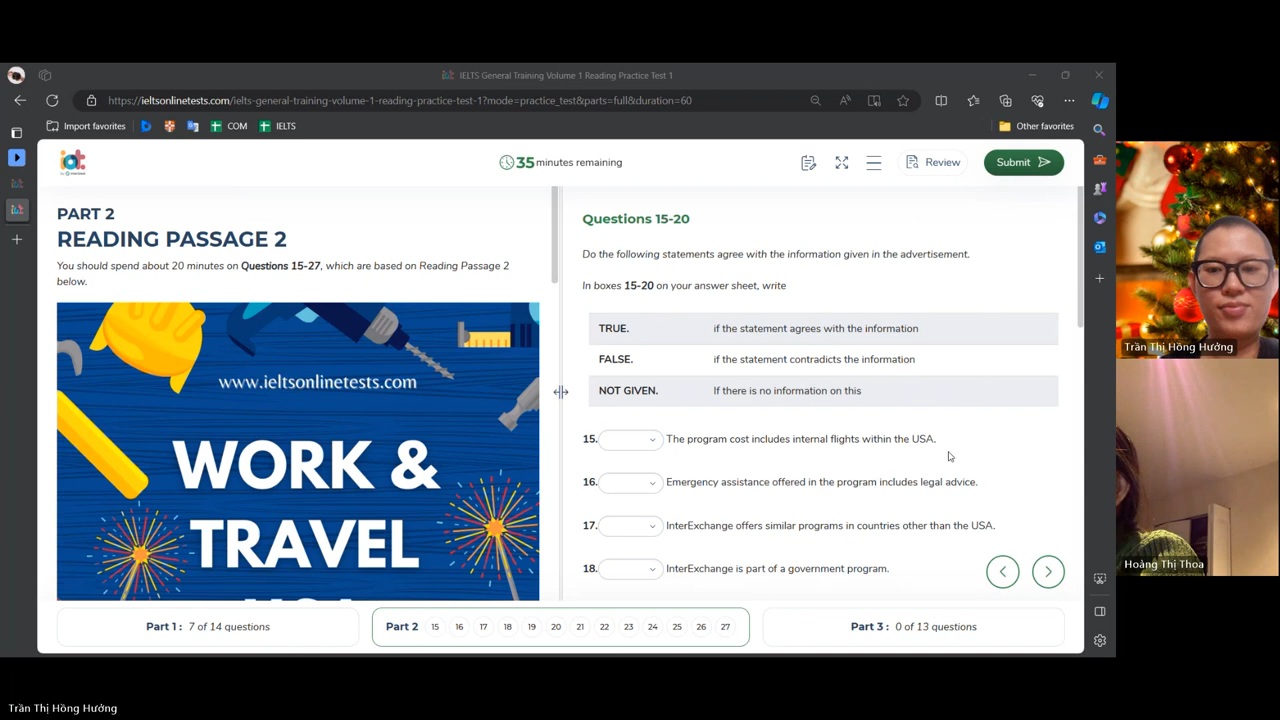 IELTS General Training Volume 1 Reading Practice Test 1
https://ieltsonlinetests.com/ielts-general-training-volume-1-reading-practice-test-1?mode=practice_test&parts=full&duration=60
Import favorites
COM
IELTS
Other favorites
iot
35 minutes remaining
Review
Submit
PART 2
READING PASSAGE 2
You should spend about 20 minutes on Questions 15-27, which are based on Reading Passage 2
below.
www.ieltsonlinetests.com
WORK &
TRAVEL
Questions 15-20
Do the following statements agree with the information given in the advertisement.
In boxes 15-20 on your answer sheet, write
TRUE. if the statement agrees with the information
FALSE. if the statement contradicts the information
NOT GIVEN. If there is no information on this
15. The program cost includes internal flights within the USA.
16. Emergency assistance offered in the program includes legal advice.
17. InterExchange offers similar programs in countries other than the USA.
18. InterExchange is part of a government program.
Part 1 : 7 of 14 questions
Part 2 15 16 17 18 19 20 21 22 23 24 25 26 27
Part 3 : 0 of 13 questions
Trần Thị Hồng Hưởng
Hoàng Thị Thoa
Trần Thị Hồng Hưởng